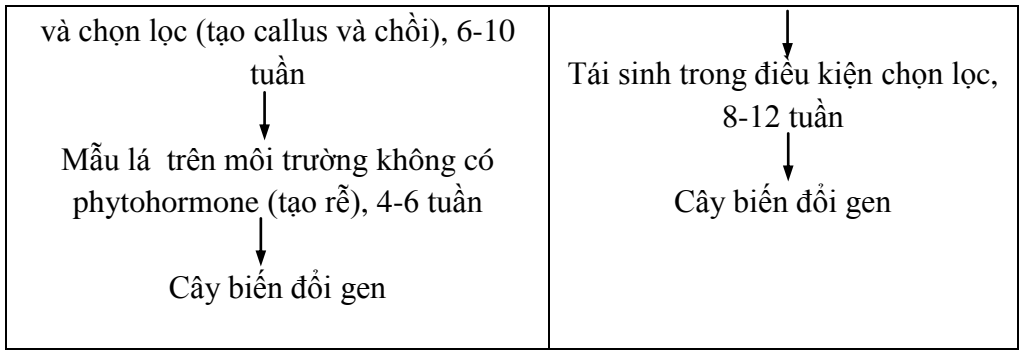 và chọn lọc (tạo callus và chồi), 6-10
tuần
Mẫu lá trên môi trường không có
phytohormone (tạo rễ), 4-6 tuần
Cây biến đổi gen
Tái sinh trong điều kiện chọn lọc,
8-12 tuần
Cây biến đổi gen